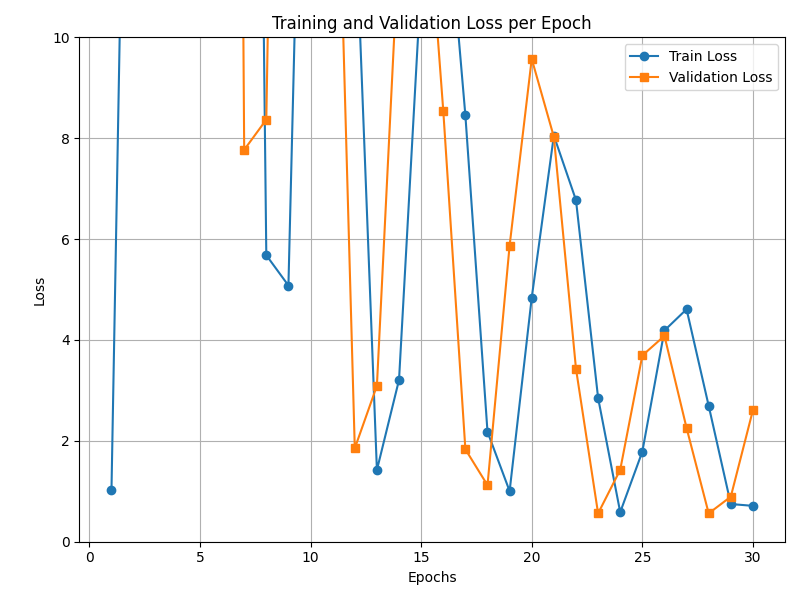 Training and Validation Loss per Epoch
Train Loss
Validation Loss
Loss
10
8
6
4
2
0
0 5 10 15 20 25 30
Epochs